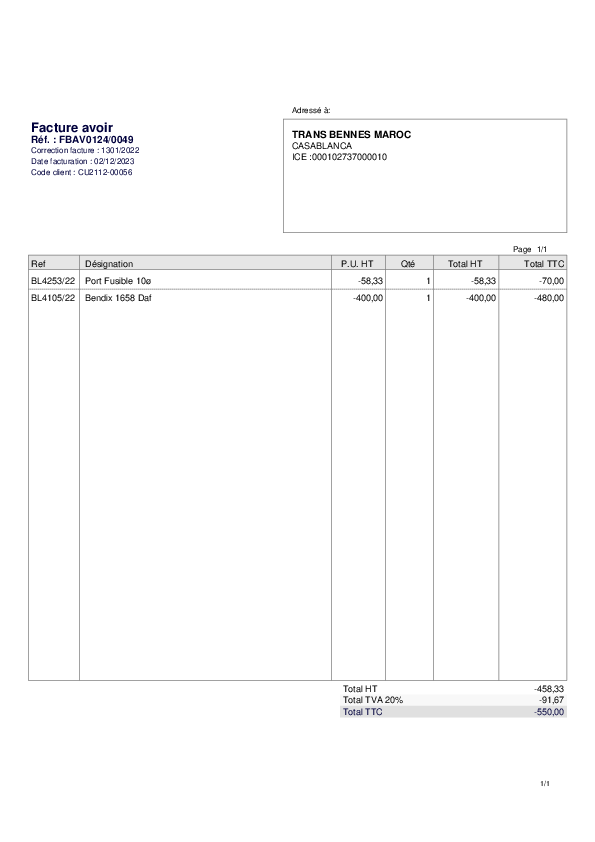 Adressé à:
Facture avoir
Réf. : FBAV0124/0049
Correction facture : 1301/2022
Date facturation : 02/12/2023
Code client : CU2112-00056
TRANS BENNES MAROC
CASABLANCA
ICE :000102737000010
Page 1/1
Ref Désignation P.U. HT Qté Total HT Total TTC
BL4253/22 Port Fusible 10ø -58,33 1 -58,33 -70,00
BL4105/22 Bendix 1658 Daf -400,00 1 -400,00 -480,00
Total HT -458,33
Total TVA 20% -91,67
Total TTC -550,00
1/1